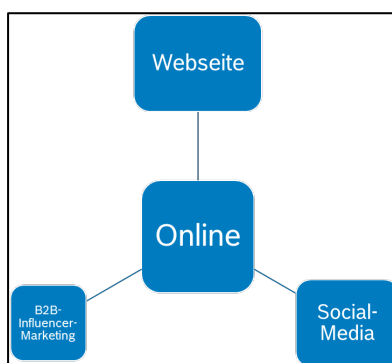 Webseite
Online
B2B-
Influencer-
Marketing
Social-
Media